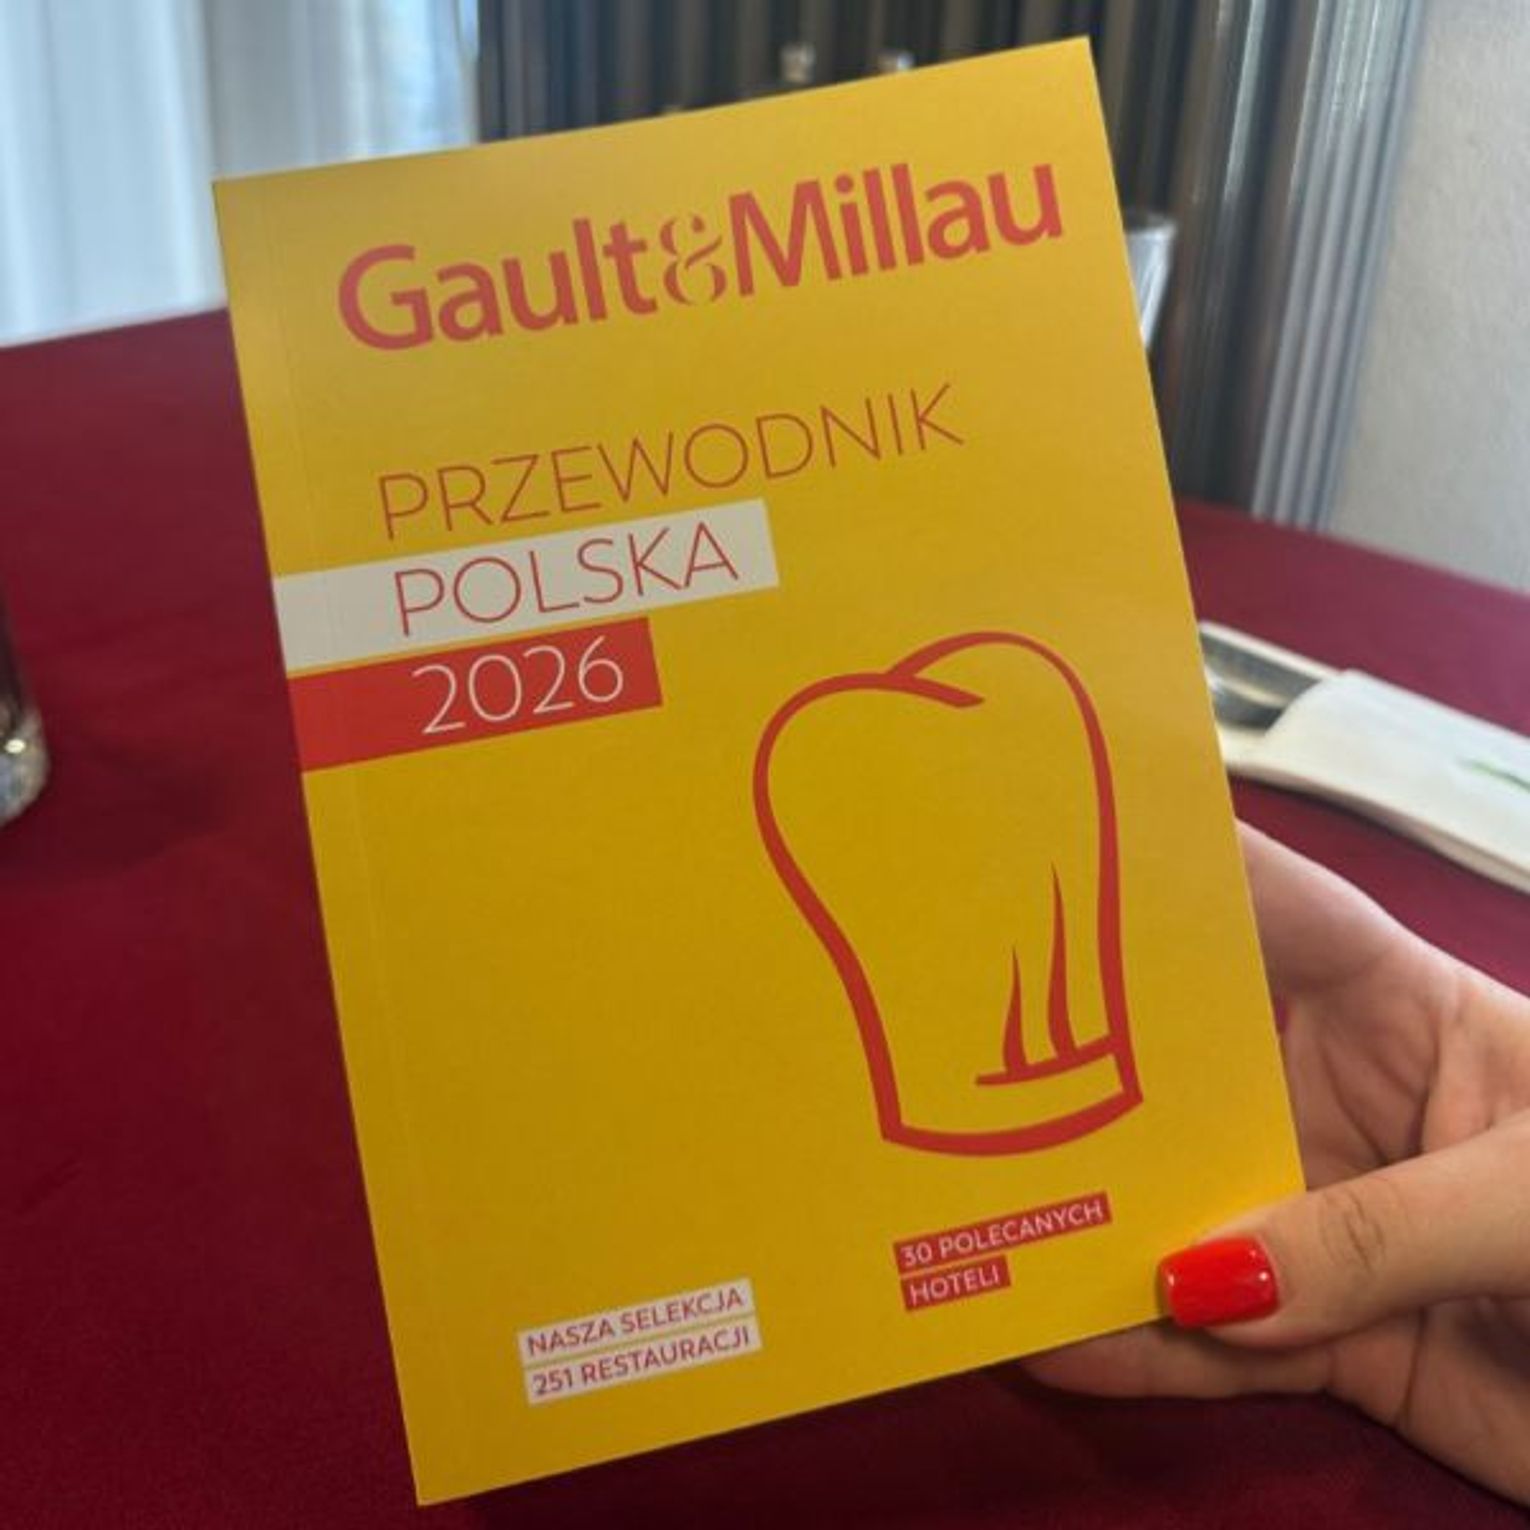 Gault&Millau
PRZEWODNIK
POLSKA
2026
30 POLECANYCH
HOTELI
NASZA SELEKCJA
251 RESTAURACJI